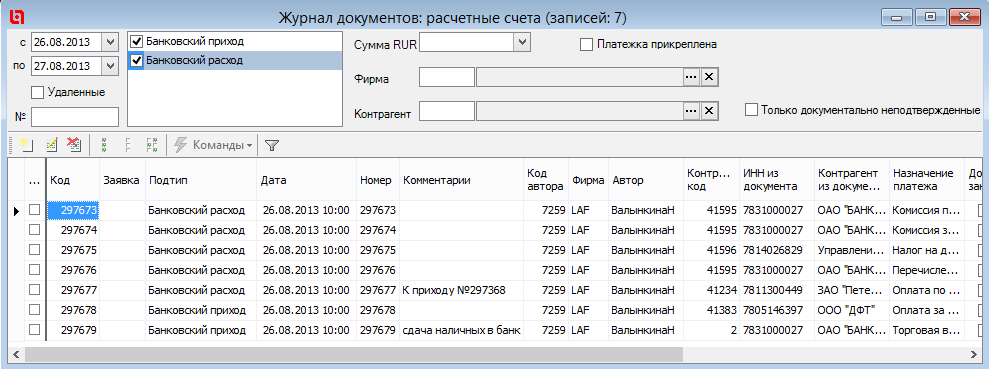 Журнал документов: расчетные счета (записей: 7)
с 26.08.2013 Банковский приход Сумма RUR Платежка прикреплена
по 27.08.2013 Банковский расход Фирма ...
Удаленные
№ Контрагент ... Только документально неподтвержденные
Команды
... Код Заявка Подтип Дата Номер Комментарии Код автора Фирма Автор Контр... код ИНН из документа Контрагент из докуме... Назначение платежа До зак
297673 Банковский расход 26.08.2013 10:00 297673 7259 LAF ВалынкинаН 41595 7831000027 ОАО "БАНК... Комиссия п...
297674 Банковский расход 26.08.2013 10:00 297674 7259 LAF ВалынкинаН 41595 7831000027 ОАО "БАНК... Комиссия з...
297675 Банковский расход 26.08.2013 10:00 297675 7259 LAF ВалынкинаН 41596 7814026829 Управлени... Налог на д...
297676 Банковский расход 26.08.2013 10:00 297676 7259 LAF ВалынкинаН 41595 7831000027 ОАО "БАНК... Перечисле...
297677 Банковский расход 26.08.2013 10:00 297677 К приходу №297368 7259 LAF ВалынкинаН 41234 7811300449 ЗАО "Пете... Оплата по ...
297678 Банковский приход 26.08.2013 10:00 297678 7259 LAF ВалынкинаН 41383 7805146397 ООО "ДФТ" Оплата за ...
297679 Банковский приход 26.08.2013 10:00 297679 сдача наличных в банк 7259 LAF ВалынкинаН 2 7831000027 ОАО "БАНК... Торговая в...